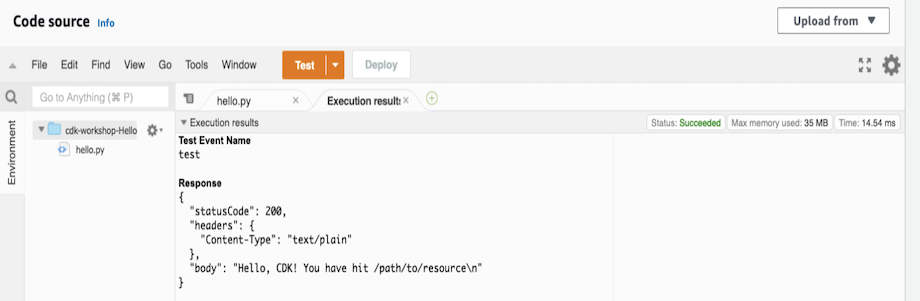 Code source Info
Upload from ▼
File Edit Find View Go Tools Window Test Deploy
Go to Anything (⌘ P)
hello.py × Execution results ×
Environment
cdk-workshop-Hello
hello.py
▼ Execution results
Status: Succeeded Max memory used: 35 MB Time: 14.54 ms
Test Event Name
test
Response
{
"statusCode": 200,
"headers": {
"Content-Type": "text/plain"
},
"body": "Hello, CDK! You have hit /path/to/resource\n"
}